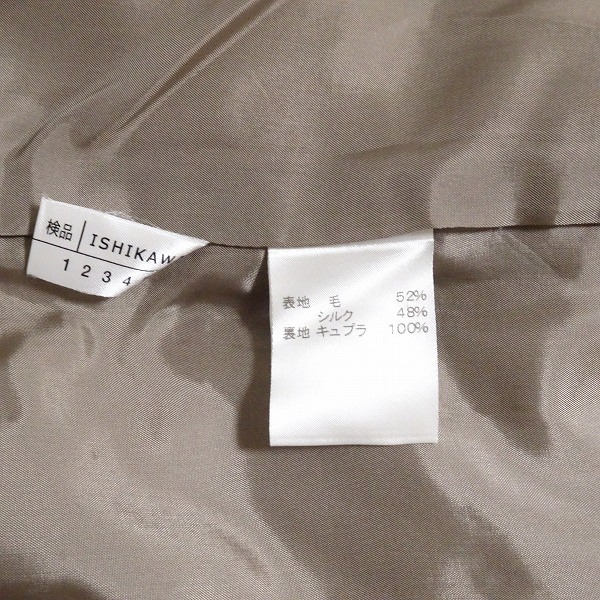 検品 ISHIKAW
1 2 3 4
表地 毛 52%
シルク 48%
裏地 キュプラ 100%